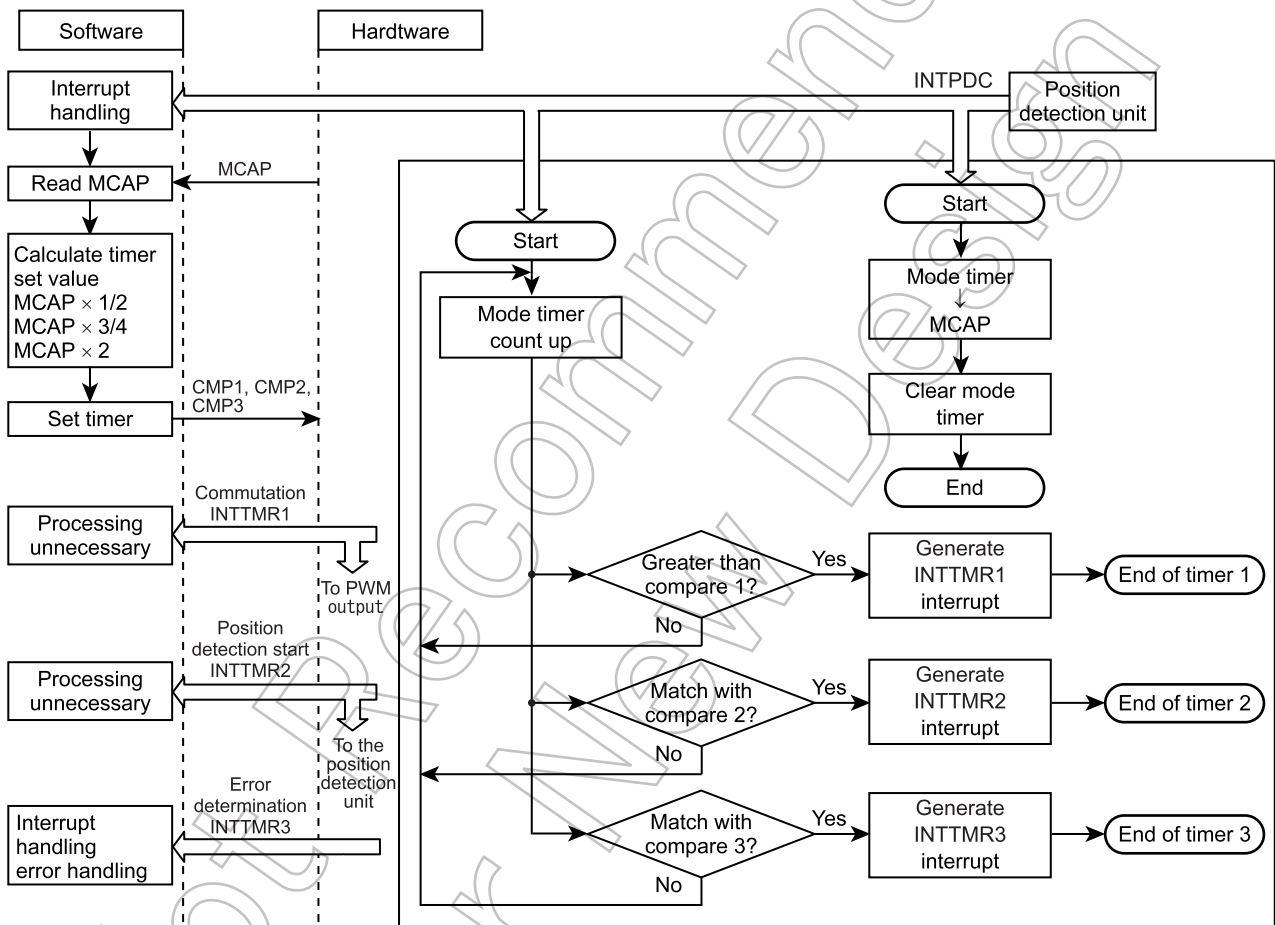 Software
Hardtware
Interrupt
handling
INTPDC
Position
detection unit
Read MCAP
MCAP
Start
Start
Calculate timer
set value
MCAP × 1/2
MCAP × 3/4
MCAP × 2
Mode timer
↓
MCAP
Mode timer
count up
Clear mode
timer
Set timer
CMP1, CMP2,
CMP3
End
Commutation
INTTMR1
Processing
unnecessary
To PWM
output
Greater than
compare 1?
Yes
No
Generate
INTTMR1
interrupt
End of timer 1
Position
detection start
INTTMR2
Processing
unnecessary
To the
position
detection
unit
Match with
compare 2?
Yes
No
Generate
INTTMR2
interrupt
End of timer 2
Error
determination
INTTMR3
Interrupt
handling
error handling
Match with
compare 3?
Yes
No
Generate
INTTMR3
interrupt
End of timer 3